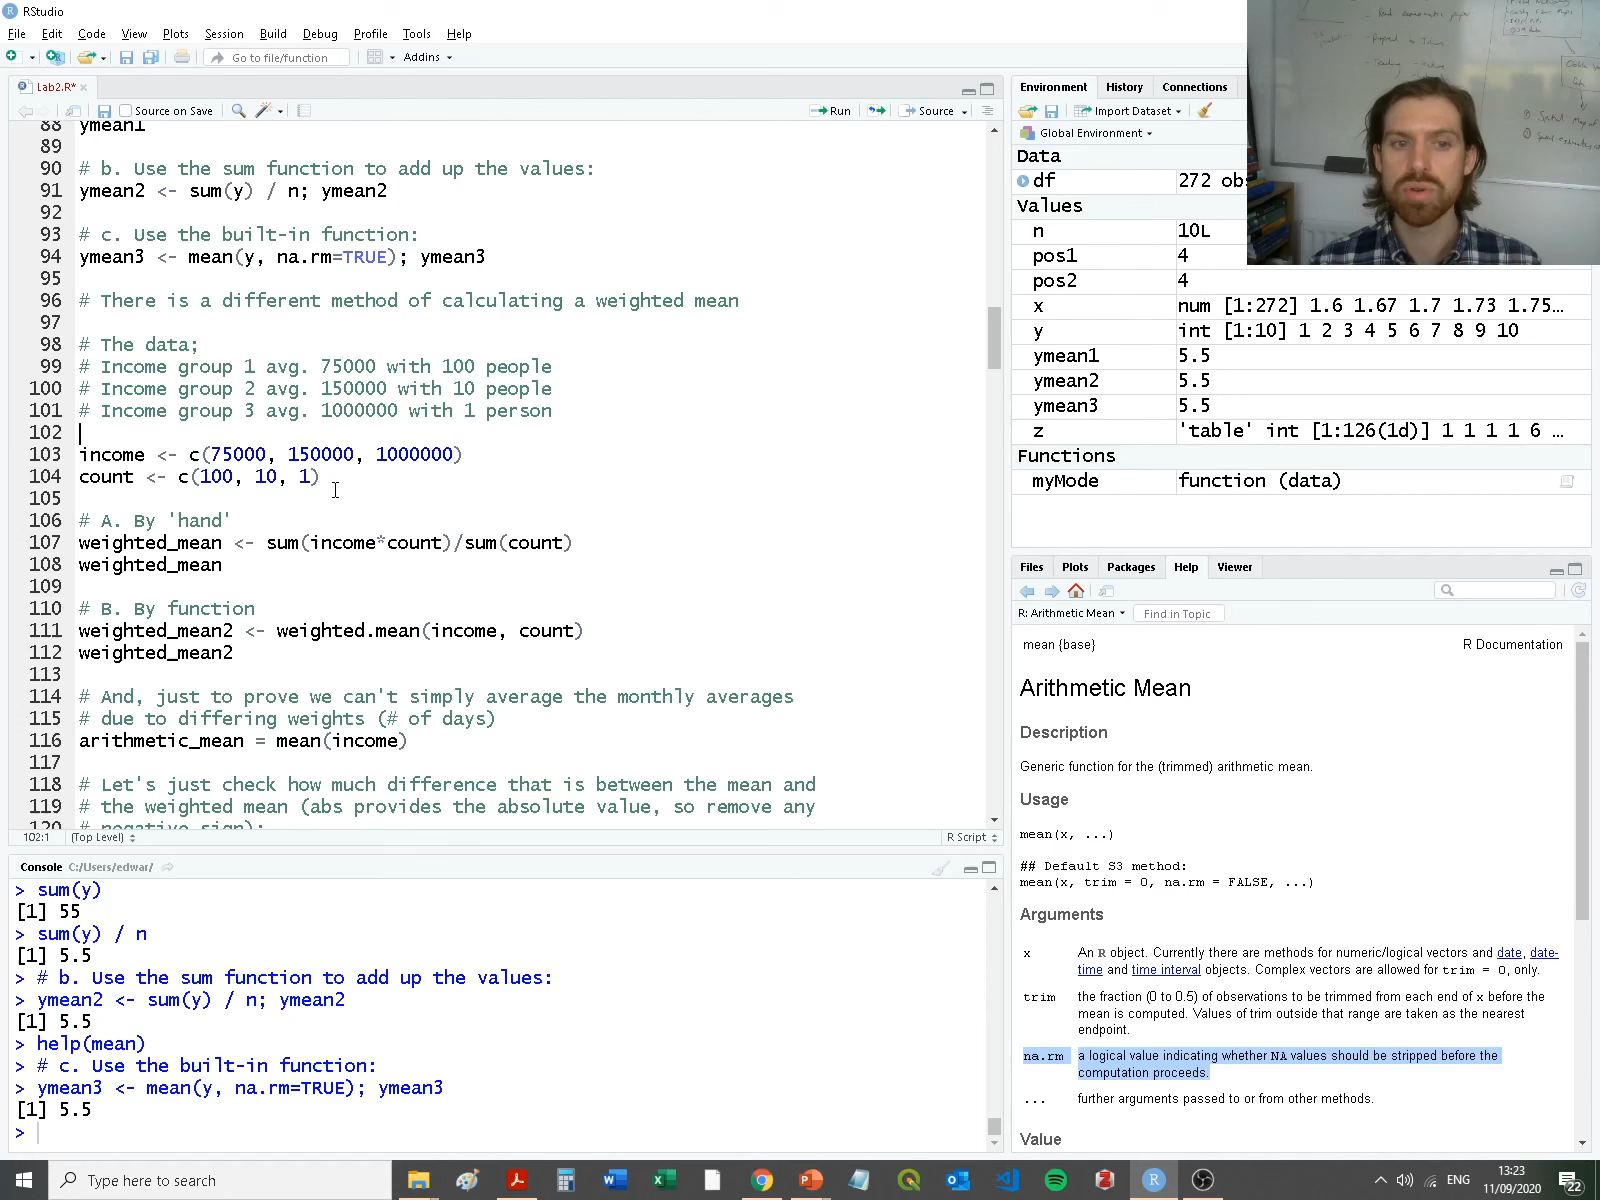 RStudio
File Edit Code View Plots Session Build Debug Profile Tools Help
Go to file/function Addins
Lab2.R*
Source on Save Run Source
88 ymean1
89
90 # b. Use the sum function to add up the values:
91 ymean2 <- sum(y) / n; ymean2
92
93 # c. Use the built-in function:
94 ymean3 <- mean(y, na.rm=TRUE); ymean3
95
96 # There is a different method of calculating a weighted mean
97
98 # The data;
99 # Income group 1 avg. 75000 with 100 people
100 # Income group 2 avg. 150000 with 10 people
101 # Income group 3 avg. 1000000 with 1 person
102
103 income <- c(75000, 150000, 1000000)
104 count <- c(100, 10, 1)
105
106 # A. By 'hand'
107 weighted_mean <- sum(income*count)/sum(count)
108 weighted_mean
109
110 # B. By function
111 weighted_mean2 <- weighted.mean(income, count)
112 weighted_mean2
113
114 # And, just to prove we can't simply average the monthly averages
115 # due to differing weights (# of days)
116 arithmetic_mean = mean(income)
117
118 # Let's just check how much difference that is between the mean and
119 # the weighted mean (abs provides the absolute value, so remove any
120 # negative sign):
102:1 (Top Level) R Script
Console C:/Users/edwar/
> sum(y)
[1] 55
> sum(y) / n
[1] 5.5
> # b. Use the sum function to add up the values:
> ymean2 <- sum(y) / n; ymean2
[1] 5.5
> help(mean)
> # c. Use the built-in function:
> ymean3 <- mean(y, na.rm=TRUE); ymean3
[1] 5.5
>
Environment History Connections
Import Dataset
Global Environment
Data
df 272 obs
Values
n 10L
pos1 4
pos2 4
x num [1:272] 1.6 1.67 1.7 1.73 1.75…
y int [1:10] 1 2 3 4 5 6 7 8 9 10
ymean1 5.5
ymean2 5.5
ymean3 5.5
z 'table' int [1:126(1d)] 1 1 1 1 6 …
Functions
myMode function (data)
Files Plots Packages Help Viewer
R: Arithmetic Mean Find in Topic
mean {base} R Documentation
Arithmetic Mean
Description
Generic function for the (trimmed) arithmetic mean.
Usage
mean(x, ...)
## Default S3 method:
mean(x, trim = 0, na.rm = FALSE, ...)
Arguments
x An R object. Currently there are methods for numeric/logical vectors and date, date-
time and time interval objects. Complex vectors are allowed for trim = 0, only.
trim the fraction (0 to 0.5) of observations to be trimmed from each end of x before the
mean is computed. Values of trim outside that range are taken as the nearest
endpoint.
na.rm a logical value indicating whether NA values should be stripped before the
computation proceeds.
... further arguments passed to or from other methods.
Value
Type here to search
ENG
13:23
11/09/2020
22